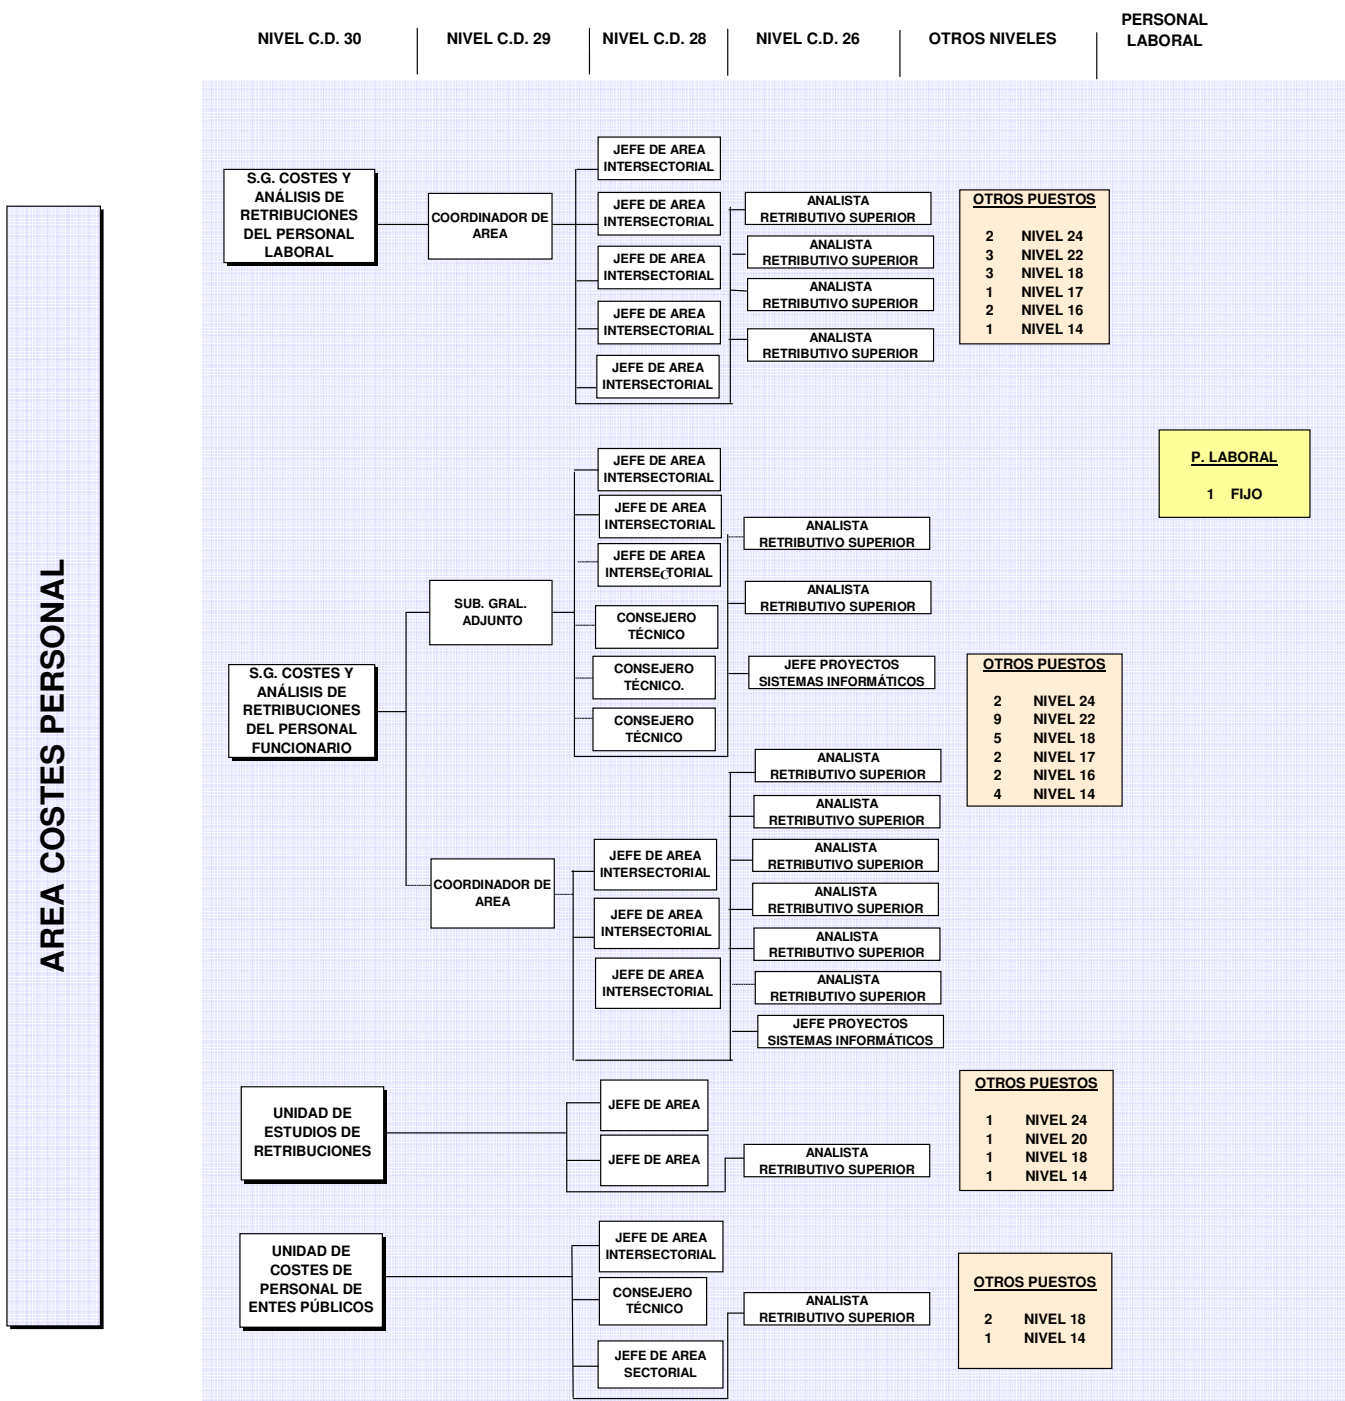 NIVEL C.D. 30
NIVEL C.D. 29
NIVEL C.D. 28
NIVEL C.D. 26
OTROS NIVELES
PERSONAL
LABORAL
AREA COSTES PERSONAL
S.G. COSTES Y
ANÁLISIS DE
RETRIBUCIONES
DEL PERSONAL
LABORAL
COORDINADOR DE
AREA
JEFE DE AREA
INTERSECTORIAL
JEFE DE AREA
INTERSECTORIAL
JEFE DE AREA
INTERSECTORIAL
JEFE DE AREA
INTERSECTORIAL
JEFE DE AREA
INTERSECTORIAL
ANALISTA
RETRIBUTIVO SUPERIOR
ANALISTA
RETRIBUTIVO SUPERIOR
ANALISTA
RETRIBUTIVO SUPERIOR
ANALISTA
RETRIBUTIVO SUPERIOR
OTROS PUESTOS
2 NIVEL 24
3 NIVEL 22
3 NIVEL 18
1 NIVEL 17
2 NIVEL 16
1 NIVEL 14
P. LABORAL
1 FIJO
S.G. COSTES Y
ANÁLISIS DE
RETRIBUCIONES
DEL PERSONAL
FUNCIONARIO
SUB. GRAL.
ADJUNTO
JEFE DE AREA
INTERSECTORIAL
JEFE DE AREA
INTERSECTORIAL
JEFE DE AREA
INTERSECTORIAL
CONSEJERO
TÉCNICO
CONSEJERO
TÉCNICO.
CONSEJERO
TÉCNICO
ANALISTA
RETRIBUTIVO SUPERIOR
ANALISTA
RETRIBUTIVO SUPERIOR
JEFE PROYECTOS
SISTEMAS INFORMÁTICOS
COORDINADOR DE
AREA
JEFE DE AREA
INTERSECTORIAL
JEFE DE AREA
INTERSECTORIAL
JEFE DE AREA
INTERSECTORIAL
ANALISTA
RETRIBUTIVO SUPERIOR
ANALISTA
RETRIBUTIVO SUPERIOR
ANALISTA
RETRIBUTIVO SUPERIOR
ANALISTA
RETRIBUTIVO SUPERIOR
ANALISTA
RETRIBUTIVO SUPERIOR
ANALISTA
RETRIBUTIVO SUPERIOR
JEFE PROYECTOS
SISTEMAS INFORMÁTICOS
OTROS PUESTOS
2 NIVEL 24
9 NIVEL 22
5 NIVEL 18
2 NIVEL 17
2 NIVEL 16
4 NIVEL 14
UNIDAD DE
ESTUDIOS DE
RETRIBUCIONES
JEFE DE AREA
JEFE DE AREA
ANALISTA
RETRIBUTIVO SUPERIOR
OTROS PUESTOS
1 NIVEL 24
1 NIVEL 20
1 NIVEL 18
1 NIVEL 14
UNIDAD DE
COSTES DE
PERSONAL DE
ENTES PÚBLICOS
JEFE DE AREA
INTERSECTORIAL
CONSEJERO
TÉCNICO
JEFE DE AREA
SECTORIAL
ANALISTA
RETRIBUTIVO SUPERIOR
OTROS PUESTOS
2 NIVEL 18
1 NIVEL 14